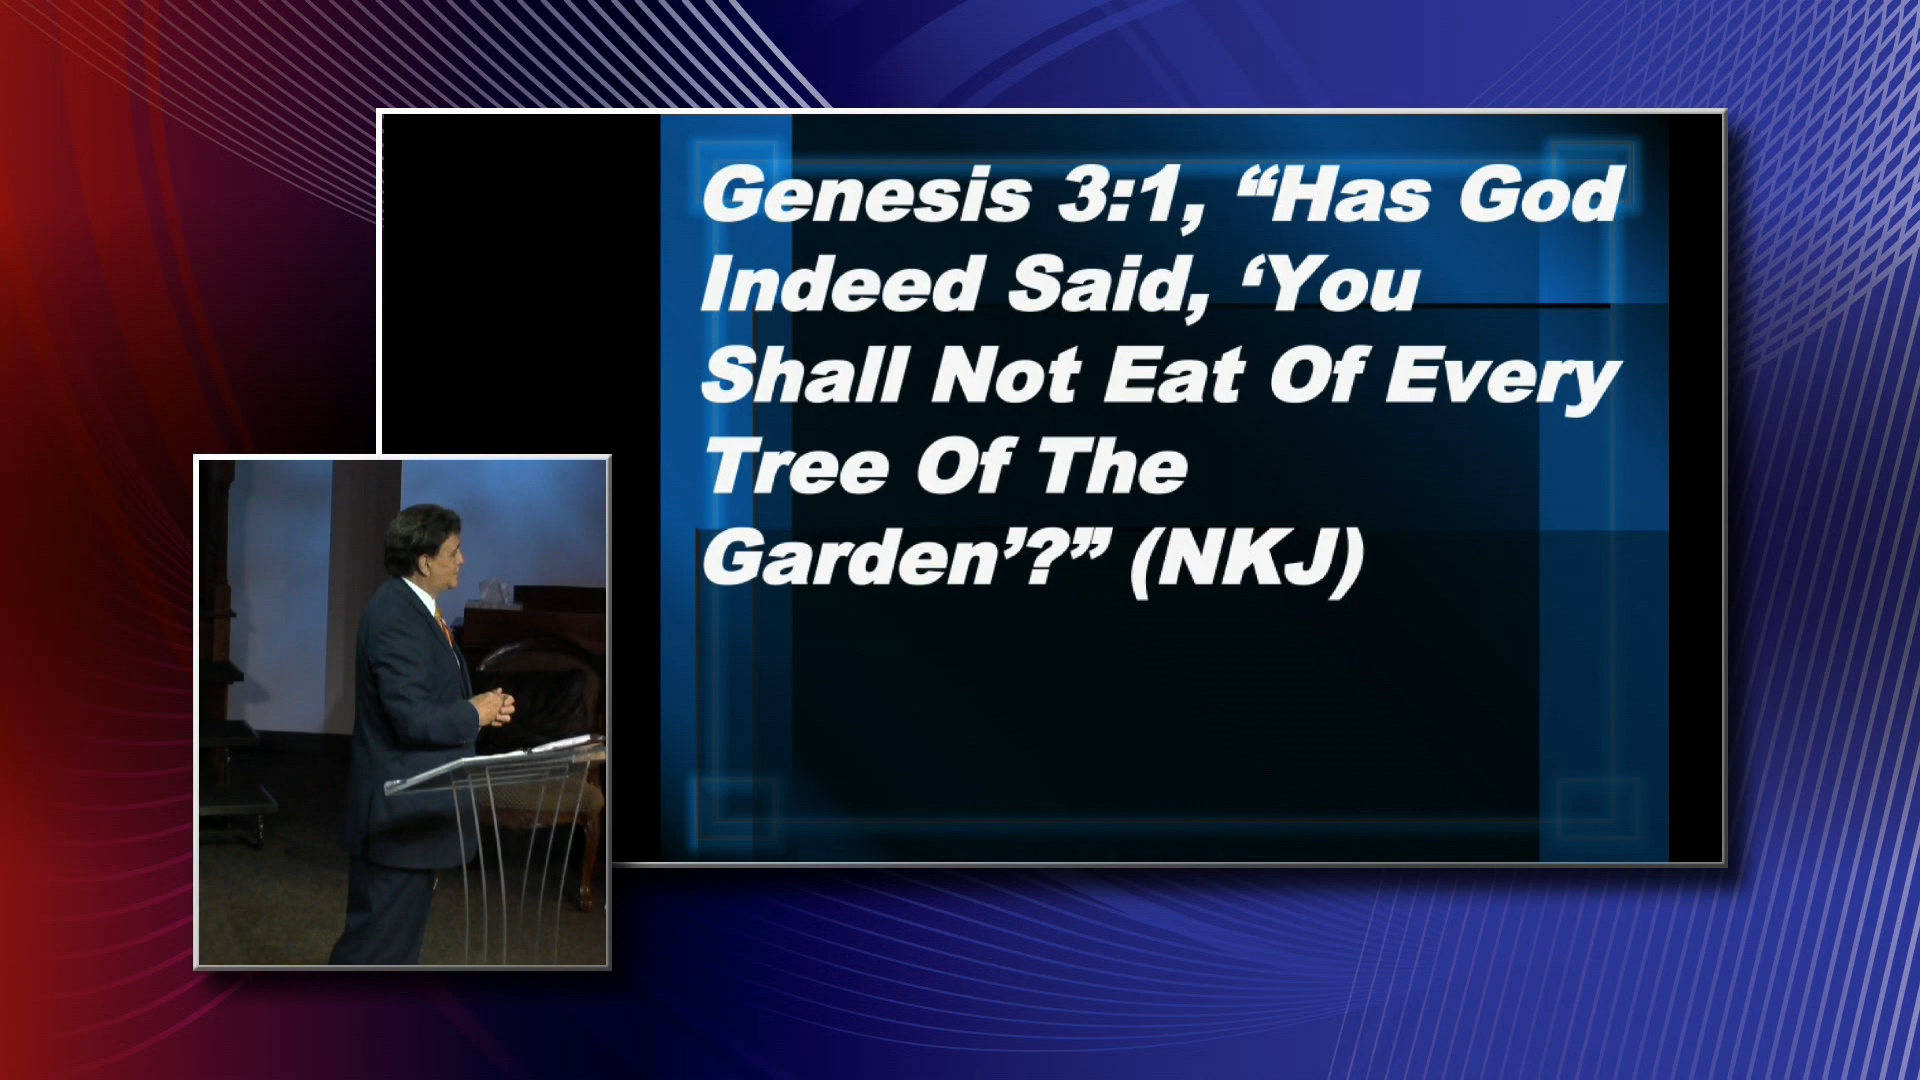 Genesis 3:1, “Has God
Indeed Said, ‘You
Shall Not Eat Of Every
Tree Of The
Garden’?” (NKJ)